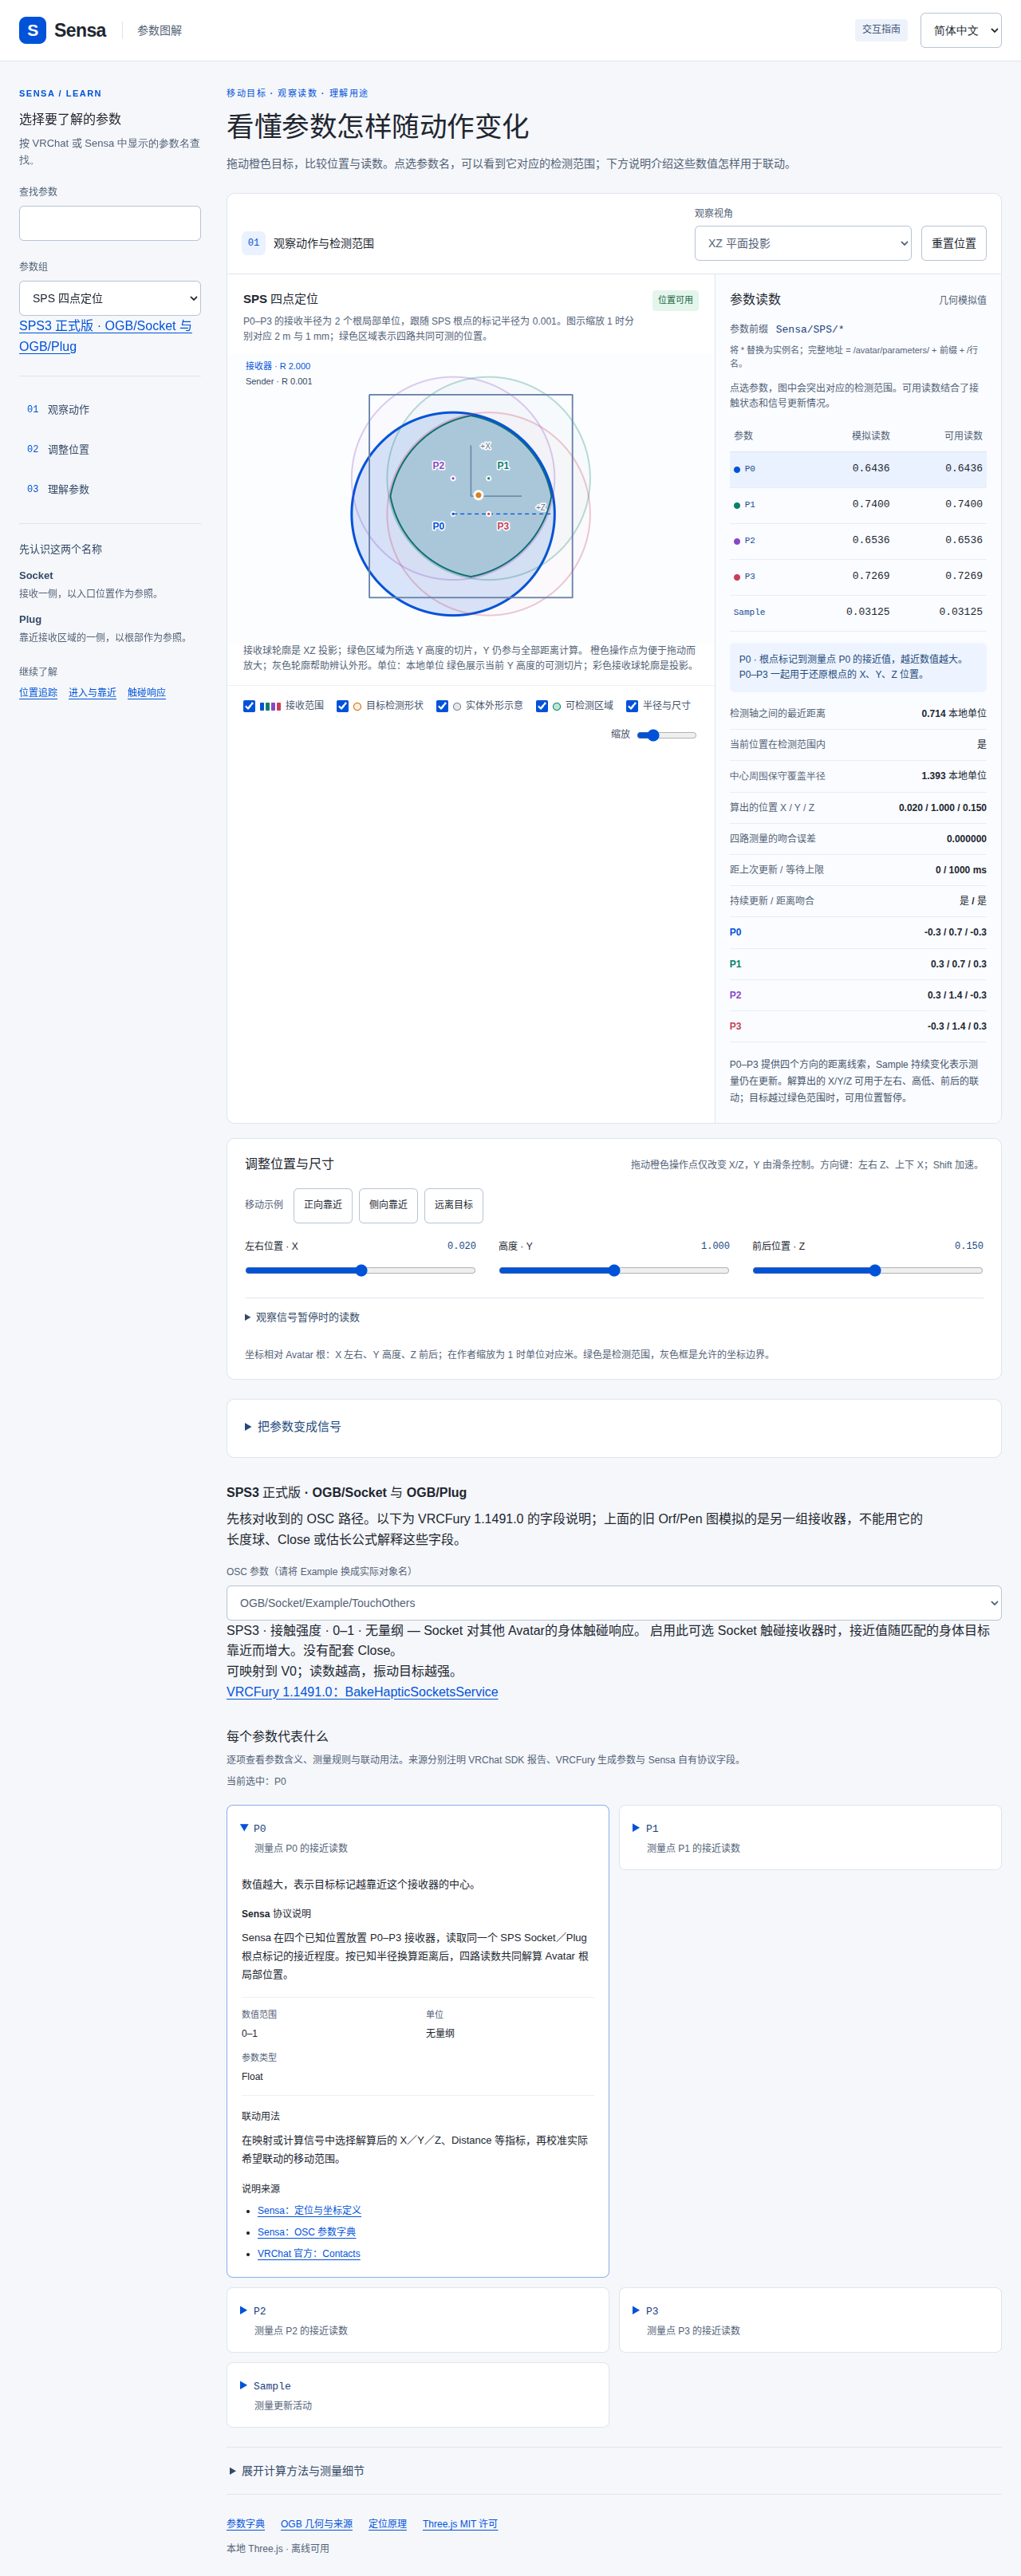 S Sensa 参数图解
交互指南
简体中文
SENSA / LEARN
选择要了解的参数
按 VRChat 或 Sensa 中显示的参数名查
找。
查找参数
参数组
SPS 四点定位
SPS3 正式版 · OGB/Socket 与
OGB/Plug
01 观察动作
02 调整位置
03 理解参数
先认识这两个名称
Socket
接收一侧，以入口位置作为参照。
Plug
靠近接收区域的一侧，以根部作为参照。
继续了解
位置追踪 进入与靠近 触碰响应
移动目标 · 观察读数 · 理解用途
看懂参数怎样随动作变化
拖动橙色目标，比较位置与读数。点选参数名，可以看到它对应的检测范围；下方说明介绍这些数值怎样用于联动。
01 观察动作与检测范围
观察视角
XZ 平面投影
重置位置
SPS 四点定位
位置可用
P0–P3 的接收半径为 2 个根局部单位，跟随 SPS 根点的标记半径为 0.001。图示缩放 1 时分
别对应 2 m 与 1 mm；绿色区域表示四路共同可测的位置。
接收器 · R 2.000
Sender · R 0.001
+X
P2
P1
+Z
P0
P3
接收球轮廓是 XZ 投影；绿色区域为所选 Y 高度的切片，Y 仍参与全部距离计算。 橙色操作点为便于拖动而
放大；灰色轮廓帮助辨认外形。单位：本地单位 绿色展示当前 Y 高度的可测切片；彩色接收球轮廓是投影。
接收范围 目标检测形状 实体外形示意 可检测区域 半径与尺寸
缩放
参数读数
几何模拟值
参数前缀 Sensa/SPS/*
将 * 替换为实例名；完整地址 = /avatar/parameters/ + 前缀 + /行
名。
点选参数，图中会突出对应的检测范围。可用读数结合了接
触状态和信号更新情况。
参数 模拟读数 可用读数
P0 0.6436 0.6436
P1 0.7400 0.7400
P2 0.6536 0.6536
P3 0.7269 0.7269
Sample 0.03125 0.03125
P0 · 根点标记到测量点 P0 的接近值，越近数值越大。
P0–P3 一起用于还原根点的 X、Y、Z 位置。
检测轴之间的最近距离 0.714 本地单位
当前位置在检测范围内 是
中心周围保守覆盖半径 1.393 本地单位
算出的位置 X / Y / Z 0.020 / 1.000 / 0.150
四路测量的吻合误差 0.000000
距上次更新 / 等待上限 0 / 1000 ms
持续更新 / 距离吻合 是 / 是
P0 -0.3 / 0.7 / -0.3
P1 0.3 / 0.7 / 0.3
P2 0.3 / 1.4 / -0.3
P3 -0.3 / 1.4 / 0.3
P0–P3 提供四个方向的距离线索，Sample 持续变化表示测
量仍在更新。解算出的 X/Y/Z 可用于左右、高低、前后的联
动；目标越过绿色范围时，可用位置暂停。
调整位置与尺寸
拖动橙色操作点仅改变 X/Z，Y 由滑条控制。方向键：左右 Z、上下 X；Shift 加速。
移动示例 正向靠近 侧向靠近 远离目标
左右位置 · X 0.020
高度 · Y 1.000
前后位置 · Z 0.150
观察信号暂停时的读数
坐标相对 Avatar 根：X 左右、Y 高度、Z 前后；在作者缩放为 1 时单位对应米。绿色是检测范围，灰色框是允许的坐标边界。
把参数变成信号
SPS3 正式版 · OGB/Socket 与 OGB/Plug
先核对收到的 OSC 路径。以下为 VRCFury 1.1491.0 的字段说明；上面的旧 Orf/Pen 图模拟的是另一组接收器，不能用它的
长度球、Close 或估长公式解释这些字段。
OSC 参数（请将 Example 换成实际对象名）
OGB/Socket/Example/TouchOthers
SPS3 · 接触强度 · 0–1 · 无量纲 — Socket 对其他 Avatar的身体触碰响应。 启用此可选 Socket 触碰接收器时，接近值随匹配的身体目标
靠近而增大。没有配套 Close。
可映射到 V0；读数越高，振动目标越强。
VRCFury 1.1491.0：BakeHapticSocketsService
每个参数代表什么
逐项查看参数含义、测量规则与联动用法。来源分别注明 VRChat SDK 报告、VRCFury 生成参数与 Sensa 自有协议字段。
当前选中：P0
P0
测量点 P0 的接近读数
数值越大，表示目标标记越靠近这个接收器的中心。
Sensa 协议说明
Sensa 在四个已知位置放置 P0–P3 接收器，读取同一个 SPS Socket／Plug
根点标记的接近程度。按已知半径换算距离后，四路读数共同解算 Avatar 根
局部位置。
数值范围 单位
0–1 无量纲
参数类型
Float
联动用法
在映射或计算信号中选择解算后的 X／Y／Z、Distance 等指标，再校准实际
希望联动的移动范围。
说明来源
Sensa：定位与坐标定义
Sensa：OSC 参数字典
VRChat 官方：Contacts
P1
测量点 P1 的接近读数
P2
测量点 P2 的接近读数
P3
测量点 P3 的接近读数
Sample
测量更新活动
展开计算方法与测量细节
参数字典 OGB 几何与来源 定位原理 Three.js MIT 许可
本地 Three.js · 离线可用